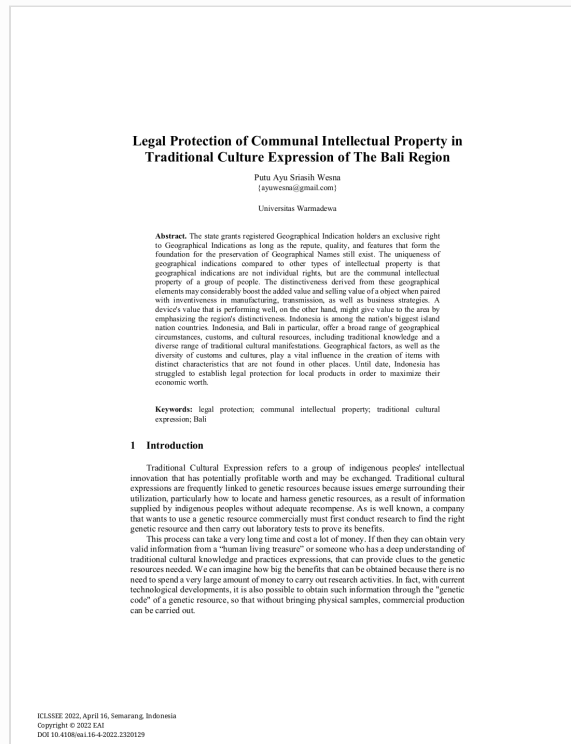 Legal Protection of Communal Intellectual Property in
Traditional Culture Expression of The Bali Region
Putu Ayu Sriasih Wesna
{ayuwesna@gmail.com}
Universitas Warmadewa
Abstract. The state grants registered Geographical Indication holders an exclusive right
to Geographical Indications as long as the repute, quality, and features that form the
foundation for the preservation of Geographical Names still exist. The uniqueness of
geographical indications compared to other types of intellectual property is that
geographical indications are not individual rights, but are the communal intellectual
property of a group of people. The distinctiveness derived from these geographical
elements may considerably boost the added value and selling value of a object when paired
with inventiveness in manufacturing, transmission, as well as business strategies. A
device's value that is performing well, on the other hand, might give value to the area by
emphasizing the region's distinctiveness. Indonesia is among the nation's biggest island
nation countries. Indonesia, and Bali in particular, offer a broad range of geographical
circumstances, customs, and cultural resources, including traditional knowledge and a
diverse range of traditional cultural manifestations. Geographical factors, as well as the
diversity of customs and cultures, play a vital influence in the creation of items with
distinct characteristics that are not found in other places. Until date, Indonesia has
struggled to establish legal protection for local products in order to maximize their
economic worth.
Keywords: legal protection; communal intellectual property; traditional cultural
expression; Bali
1 Introduction
Traditional Cultural Expression refers to a group of indigenous peoples' intellectual
innovation that has potentially profitable worth and may be exchanged. Traditional cultural
expressions are frequently linked to genetic resources because issues emerge surrounding their
utilization, particularly how to locate and harness genetic resources, as a result of information
supplied by indigenous peoples without adequate recompense. As is well known, a company
that wants to use a genetic resource commercially must first conduct research to find the right
genetic resource and then carry out laboratory tests to prove its benefits.
This process can take a very long time and cost a lot of money. If then they can obtain very
valid information from a “human living treasure” or someone who has a deep understanding of
traditional cultural knowledge and practices expressions, that can provide clues to the genetic
resources needed. We can imagine how big the benefits that can be obtained because there is no
need to spend a very large amount of money to carry out research activities. In fact, with current
technological developments, it is also possible to obtain such information through the "genetic
code" of a genetic resource, so that without bringing physical samples, commercial production
can be carried out.
ICLSSEE 2022, April 16, Semarang, Indonesia
Copyright © 2022 EAI
DOI 10.4108/eai.16-4-2022.2320129